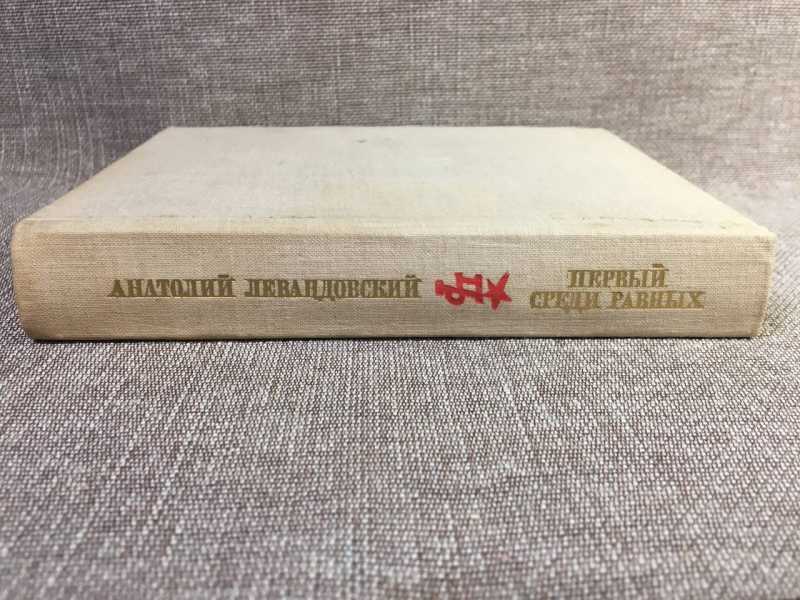 АНАТОЛИЙ ЛЕВАНДОВСКИЙ
ПЕРВЫЙ
СРЕДИ РАВНЫХ